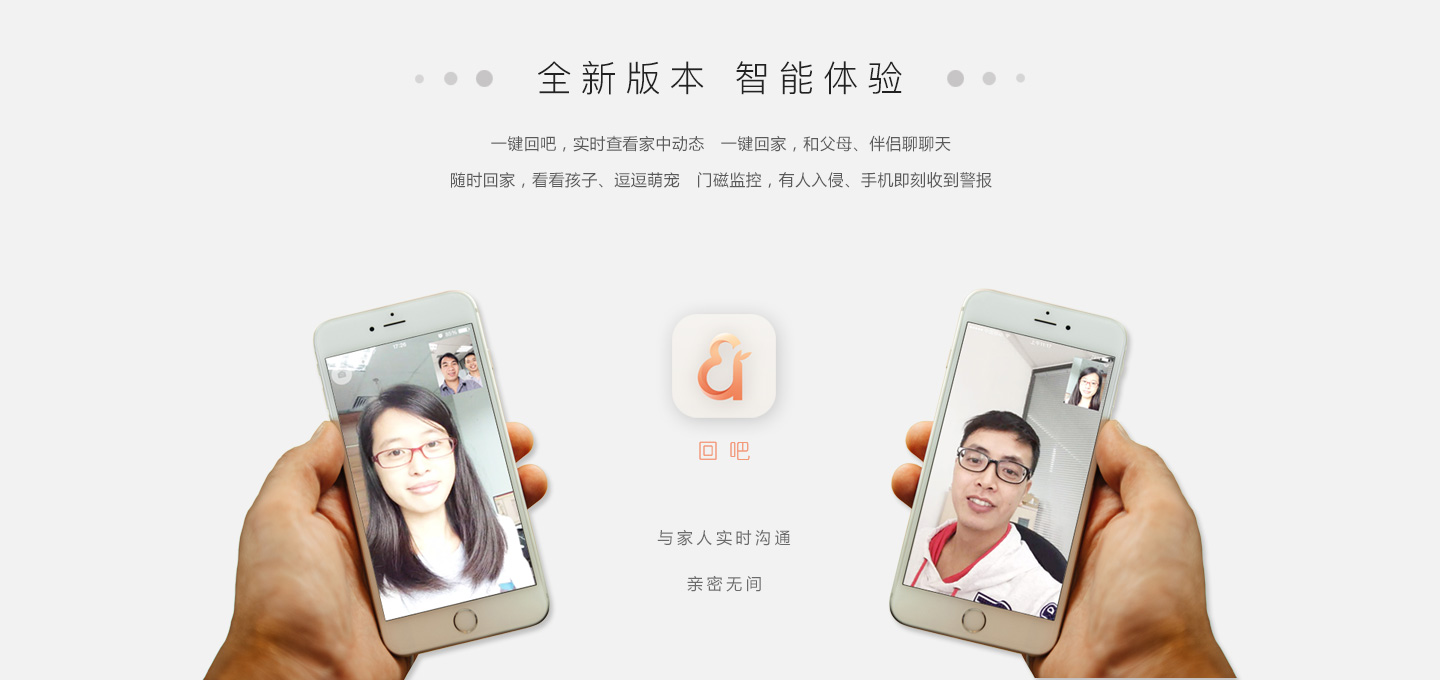 全新版本 智能体验
一键回吧，实时查看家中动态 一键回家，和父母、伴侣聊聊天
随时回家，看看孩子、逗逗萌宠 门磁监控，有人入侵、手机即刻收到警报
回吧
与家人实时沟通
亲密无间